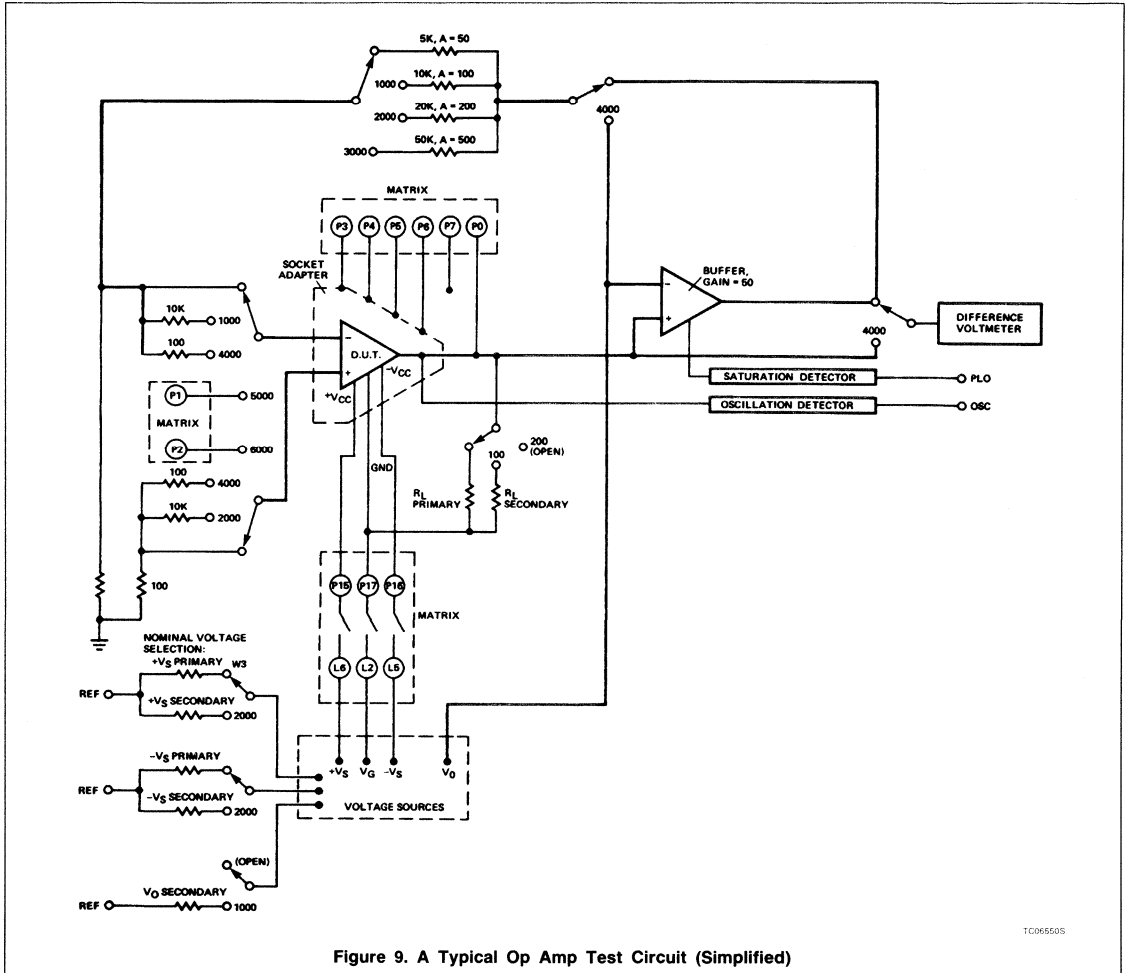 5K, A = 50
10K, A = 100
1000
20K, A = 200
2000
50K, A = 500
3000
4000
MATRIX
P3 P4 P5 P6 P7 P0
SOCKET
ADAPTER
10K
1000
100
4000
P1
5000
MATRIX
P2
6000
100
4000
10K
2000
100
−
D.U.T.
+
−VCC
+VCC
GND
BUFFER,
GAIN = 50
−
+
4000
DIFFERENCE
VOLTMETER
SATURATION DETECTOR
PLO
OSCILLATION DETECTOR
OSC
200
(OPEN)
100
RL
PRIMARY
RL
SECONDARY
P15 P17 P16
MATRIX
L6 L2 L5
NOMINAL VOLTAGE
SELECTION:
+VS PRIMARY
W3
REF
+VS SECONDARY
2000
−VS PRIMARY
REF
−VS SECONDARY
2000
+VS VG −VS VO
VOLTAGE SOURCES
(OPEN)
VO SECONDARY
REF
1000
TC06550S
Figure 9. A Typical Op Amp Test Circuit (Simplified)